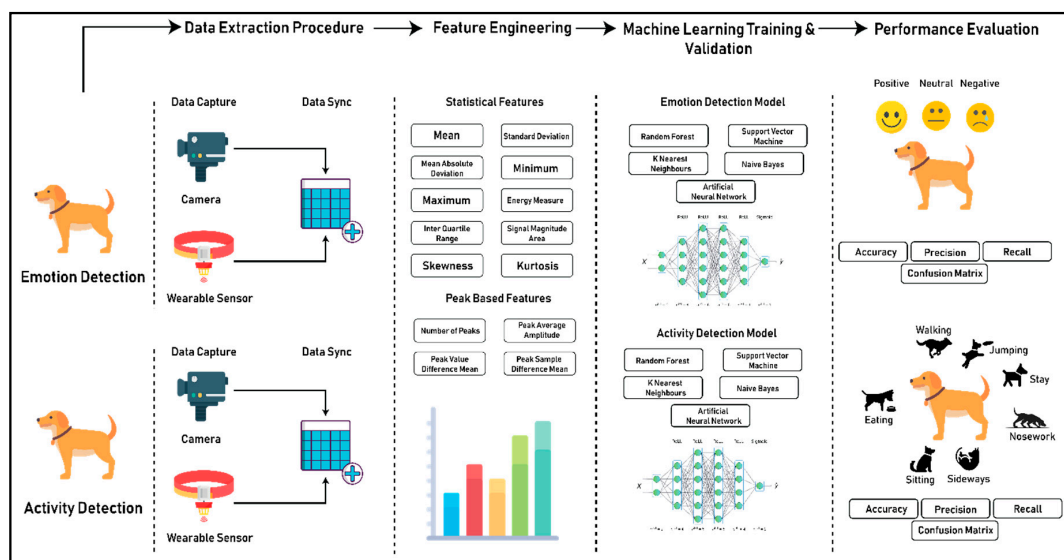 Data Extraction Procedure
Feature Engineering
Machine Learning Training &
Validation
Performance Evaluation
Data Capture
Data Sync
Camera
Wearable Sensor
Emotion Detection
Data Capture
Data Sync
Camera
Wearable Sensor
Activity Detection
Statistical Features
Mean
Standard Deviation
Mean Absolute
Deviation
Minimum
Maximum
Energy Measure
Inter Quartile
Range
Signal Magnitude
Area
Skewness
Kurtosis
Peak Based Features
Number of Peaks
Peak Average
Amplitude
Peak Value
Difference Mean
Peak Sample
Difference Mean
Emotion Detection Model
Random Forest
Support Vector
Machine
K Nearest
Neighbours
Naive Bayes
Artificial
Neural Network
X
ŷ
Activity Detection Model
Random Forest
Support Vector
Machine
K Nearest
Neighbours
Naive Bayes
Artificial
Neural Network
X
ŷ
Positive
Neutral
Negative
Accuracy
Precision
Recall
Confusion Matrix
Walking
Jumping
Stay
Eating
Nosework
Sitting
Sideways
Accuracy
Precision
Recall
Confusion Matrix